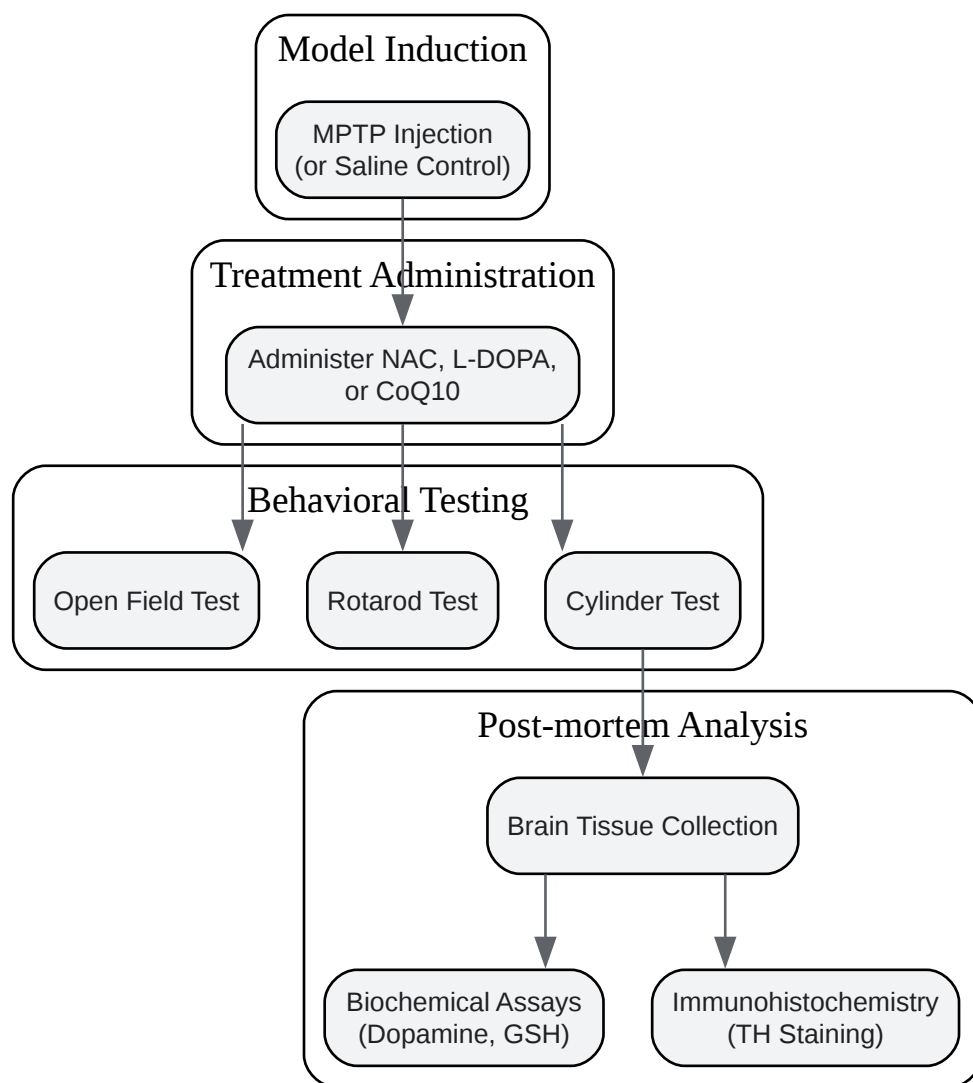 Model Induction
MPTP Injection
(or Saline Control)
Treatment Administration
Administer NAC, L-DOPA,
or CoQ10
Behavioral Testing
Open Field Test
Rotarod Test
Cylinder Test
Post-mortem Analysis
Brain Tissue Collection
Biochemical Assays
(Dopamine, GSH)
Immunohistochemistry
(TH Staining)